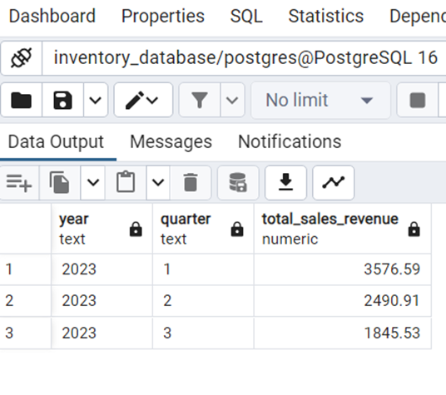 Dashboard Properties SQL Statistics Depend
inventory_database/postgres@PostgreSQL 16
No limit
Data Output Messages Notifications
year quarter total_sales_revenue
text text numeric
1 2023 1 3576.59
2 2023 2 2490.91
3 2023 3 1845.53